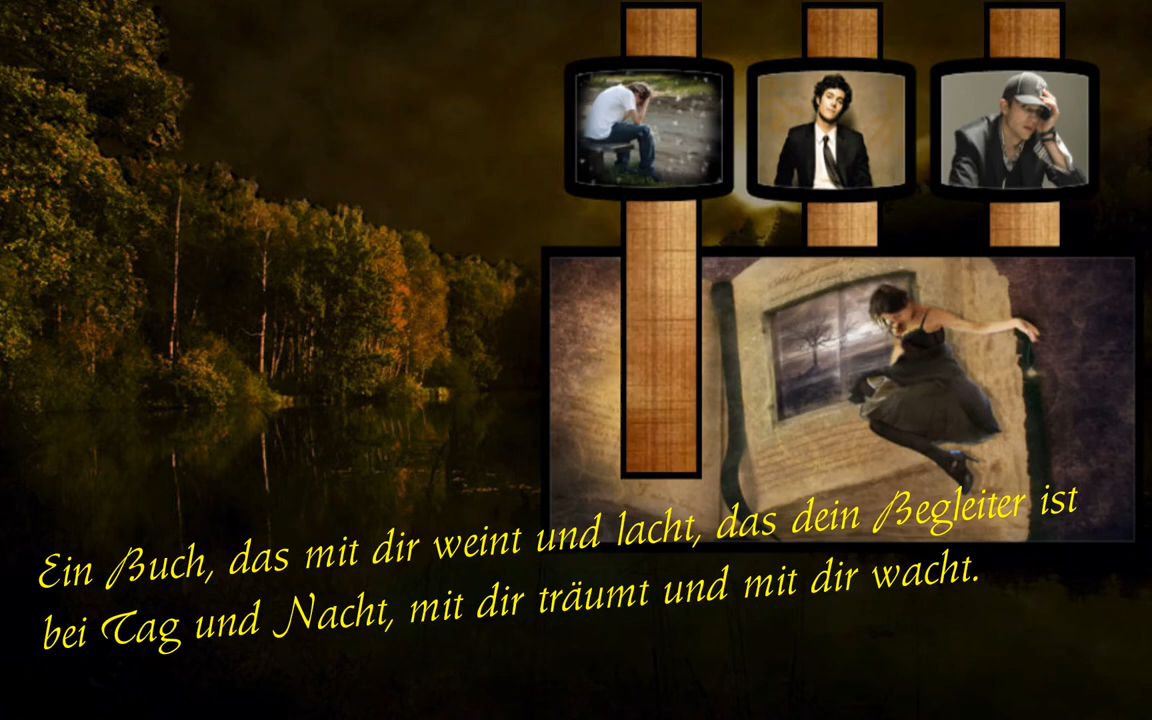 Ein Buch, das mit dir weint und lacht, das dein Begleiter ist
bei Tag und Nacht, mit dir träumt und mit dir wacht.